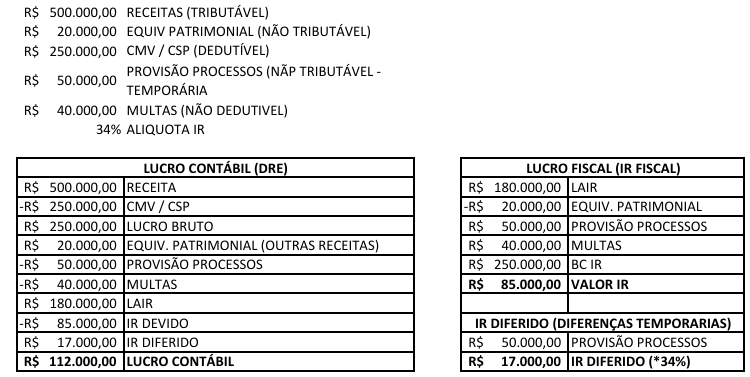 R$ 500.000,00 RECEITAS (TRIBUTÁVEL)
R$ 20.000,00 EQUIV PATRIMONIAL (NÃO TRIBUTÁVEL)
R$ 250.000,00 CMV / CSP (DEDUTÍVEL)
R$ 50.000,00 PROVISÃO PROCESSOS (NÃP TRIBUTÁVEL -
TEMPORÁRIA
R$ 40.000,00 MULTAS (NÃO DEDUTIVEL)
34% ALIQUOTA IR
LUCRO CONTÁBIL (DRE)
R$ 500.000,00 RECEITA
-R$ 250.000,00 CMV / CSP
R$ 250.000,00 LUCRO BRUTO
R$ 20.000,00 EQUIV. PATRIMONIAL (OUTRAS RECEITAS)
-R$ 50.000,00 PROVISÃO PROCESSOS
-R$ 40.000,00 MULTAS
R$ 180.000,00 LAIR
-R$ 85.000,00 IR DEVIDO
R$ 17.000,00 IR DIFERIDO
R$ 112.000,00 LUCRO CONTÁBIL
LUCRO FISCAL (IR FISCAL)
R$ 180.000,00 LAIR
-R$ 20.000,00 EQUIV. PATRIMONIAL
R$ 50.000,00 PROVISÃO PROCESSOS
R$ 40.000,00 MULTAS
R$ 250.000,00 BC IR
R$ 85.000,00 VALOR IR
IR DIFERIDO (DIFERENÇAS TEMPORARIAS)
R$ 50.000,00 PROVISÃO PROCESSOS
R$ 17.000,00 IR DIFERIDO (*34%)